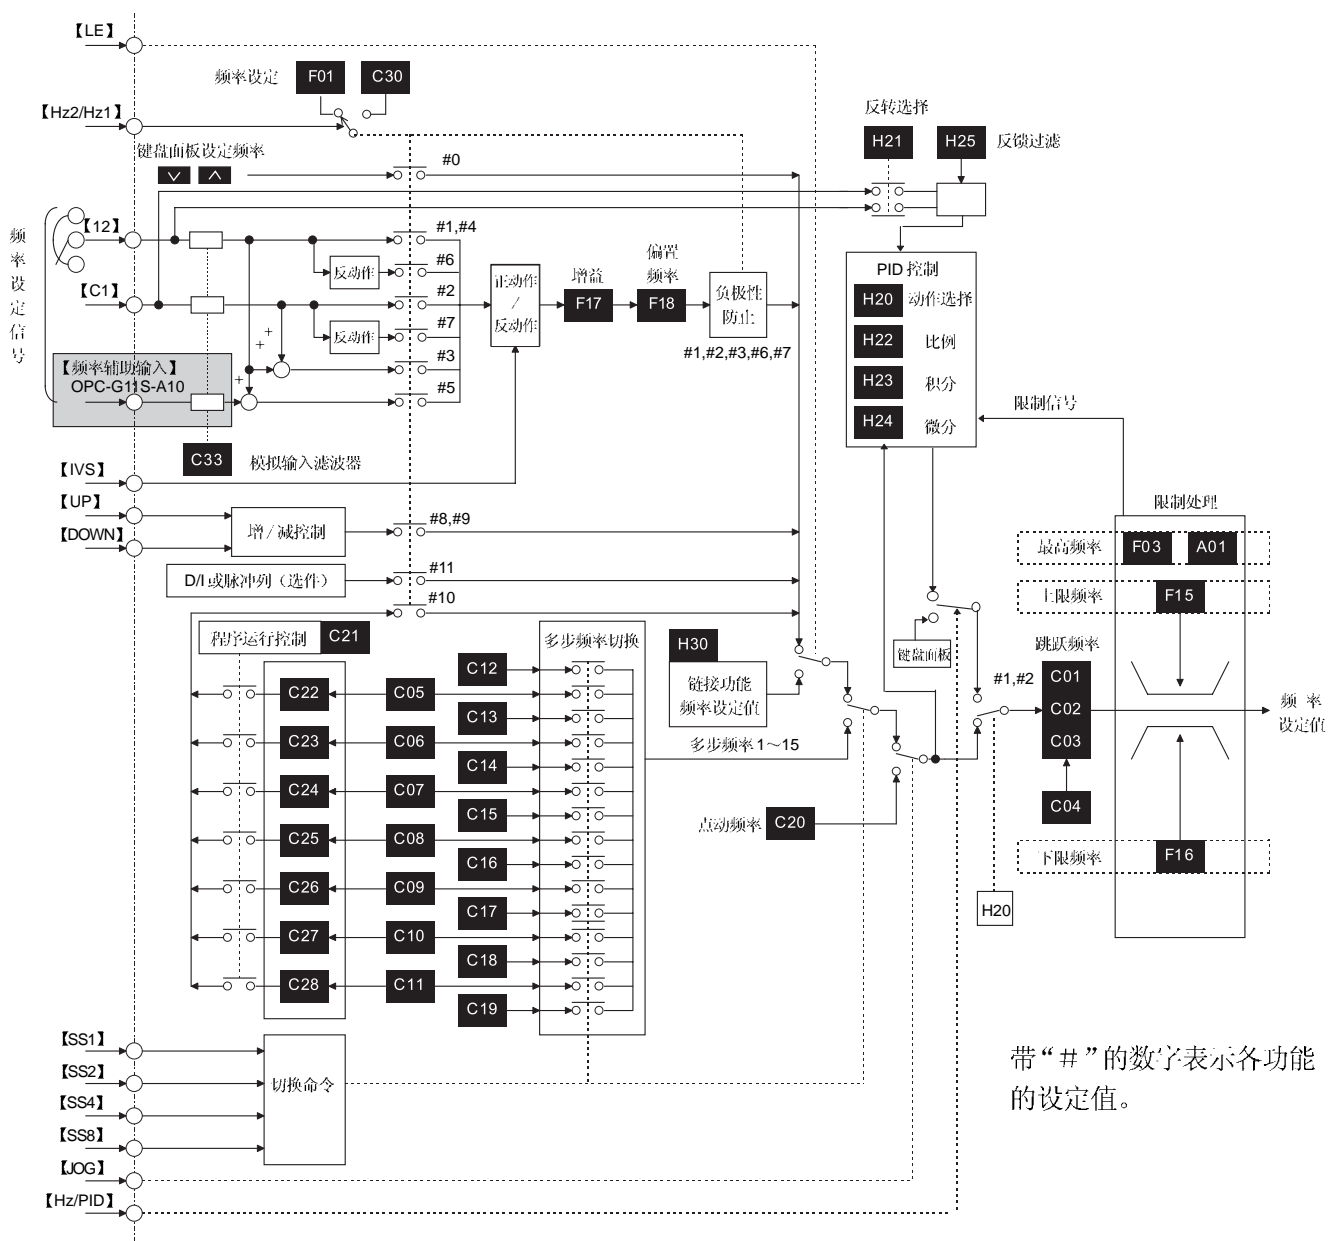 【LE】
频率设定 F01 C30
【Hz2/Hz1】
键盘面板设定频率
#0
反转选择
H21 H25 反馈过滤
频率设定信号
【12】
#1,#4
反动作 #6
【C1】
#2
反动作 #7
+
+
#3
【频率辅助输入】
OPC-G11S-A10
+
#5
正动作
/
反动作
增益
F17
偏置
频率
F18
负极性
防止
#1,#2,#3,#6,#7
PID 控制
H20 动作选择
H22 比例
H23 积分
H24 微分
限制信号
C33 模拟输入滤波器
【IVS】
【UP】
【DOWN】
增／减控制
#8,#9
D/I 或脉冲列（选件）
#11
#10
限制处理
最高频率 F03 A01
上限频率 F15
键盘面板
程序运行控制 C21
多步频率切换
H30
链接功能
频率设定值
多步频率 1～15
点动频率 C20
#1,#2
跳跃频率
C01
C02
C03
C04
频 率
设定值
下限频率 F16
H20
C12
C22 C05
C13
C23 C06
C14
C24 C07
C15
C25 C08
C16
C26 C09
C17
C27 C10
C18
C28 C11
C19
【SS1】
【SS2】
【SS4】
【SS8】
切换命令
【JOG】
【Hz/PID】
带“＃”的数字表示各功能
的设定值。